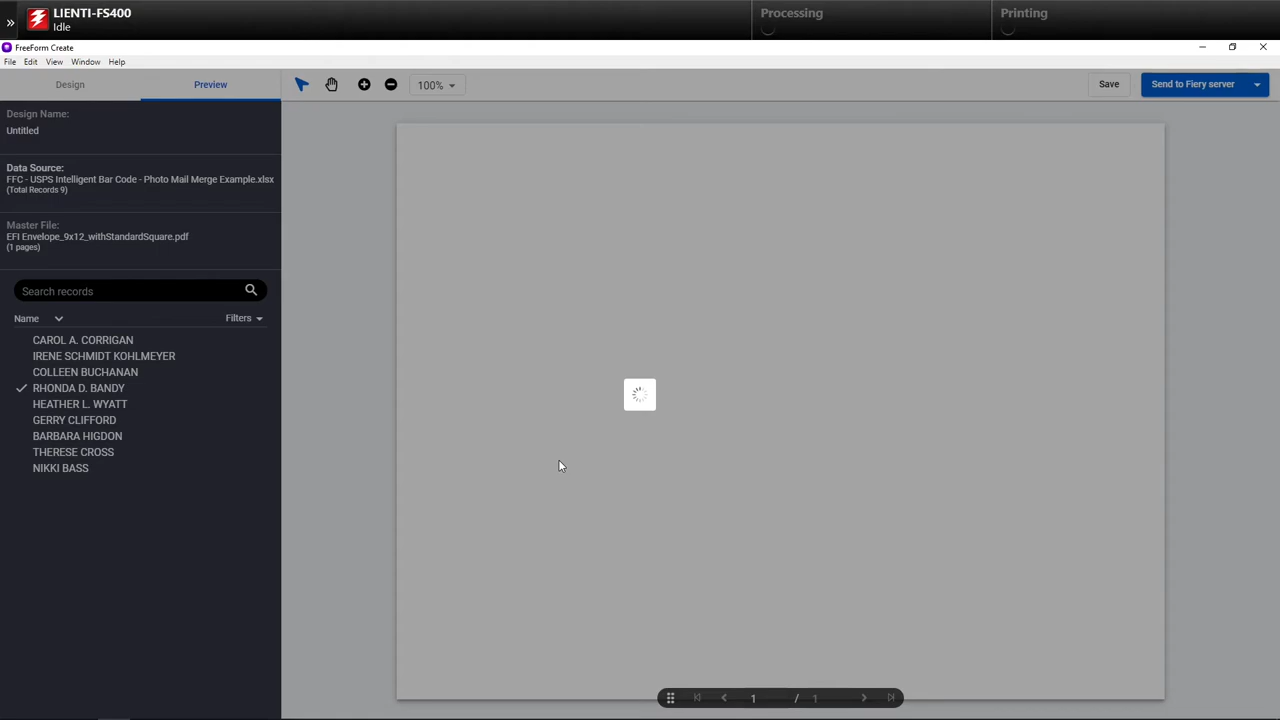 LIENTI-FS400
Idle
Processing
Printing
FreeForm Create
File Edit View Window Help
Design Preview
100%
Save
Send to Fiery server
Design Name:
Untitled
Data Source:
FFC - USPS Intelligent Bar Code - Photo Mail Merge Example.xlsx
(Total Records 9)
Master File:
EFI Envelope_9x12_withStandardSquare.pdf
(1 pages)
Search records
Name Filters
CAROL A. CORRIGAN
IRENE SCHMIDT KOHLMEYER
COLLEEN BUCHANAN
RHONDA D. BANDY
HEATHER L. WYATT
GERRY CLIFFORD
BARBARA HIGDON
THERESE CROSS
NIKKI BASS
1 / 1